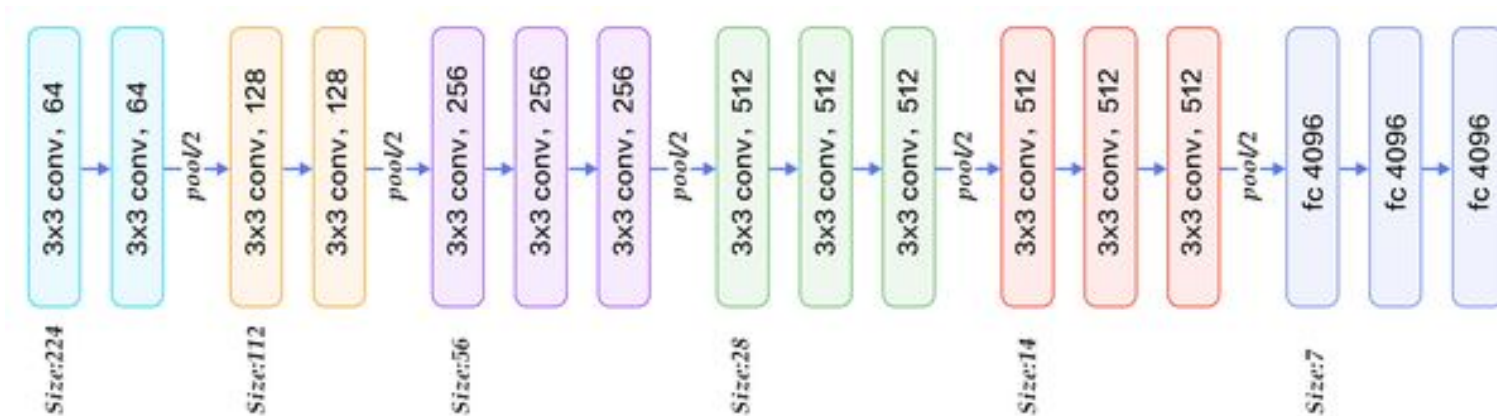 3x3 conv, 64
3x3 conv, 64
pool/2
3x3 conv, 128
3x3 conv, 128
pool/2
3x3 conv, 256
3x3 conv, 256
3x3 conv, 256
pool/2
3x3 conv, 512
3x3 conv, 512
3x3 conv, 512
pool/2
3x3 conv, 512
3x3 conv, 512
3x3 conv, 512
pool/2
fc 4096
fc 4096
fc 4096
Size:224
Size:112
Size:56
Size:28
Size:14
Size:7